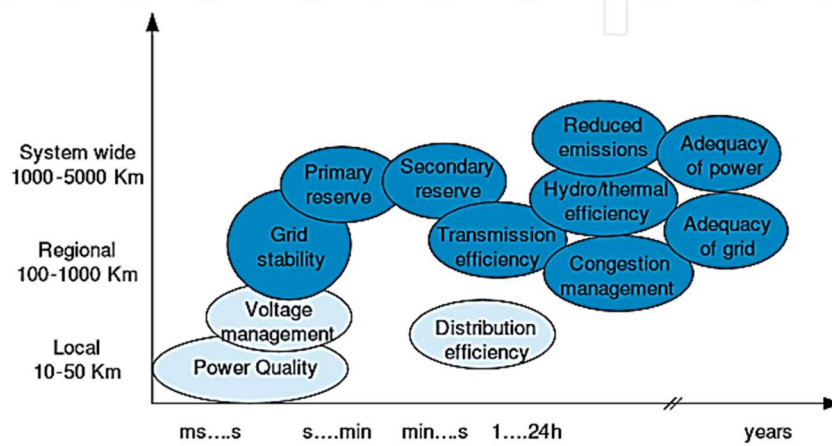 System wide
1000-5000 Km
Regional
100-1000 Km
Local
10-50 Km
Reduced
emissions
Adequacy
of power
Primary
reserve
Secondary
reserve
Hydro/thermal
efficiency
Grid
stability
Transmission
efficiency
Adequacy
of grid
Congestion
management
Voltage
management
Distribution
efficiency
Power Quality
ms....s
s....min
min....s
1....24h
years